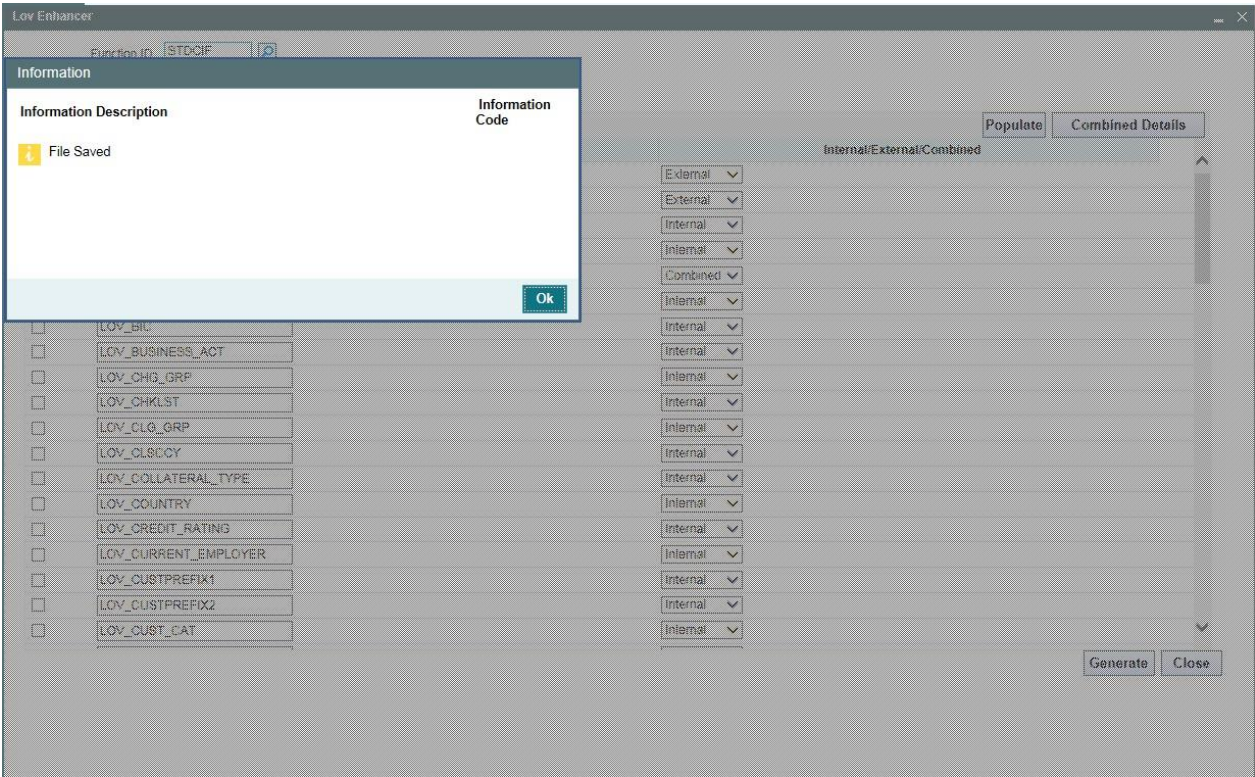 Lov Enhancer
Function ID STDCIF
Information
Information Description Information Code
File Saved
Ok
Populate Combined Details
Internal/External/Combined
External
External
Internal
Internal
Combined
Internal
LOV_BIC Internal
LOV_BUSINESS_ACT Internal
LOV_CHG_GRP Internal
LOV_CHKLST Internal
LOV_CLG_GRP Internal
LOV_CLSCCY Internal
LOV_COLLATERAL_TYPE Internal
LOV_COUNTRY Internal
LOV_CREDIT_RATING Internal
LOV_CURRENT_EMPLOYER Internal
LOV_CUSTPREFIX1 Internal
LOV_CUSTPREFIX2 Internal
LOV_CUST_CAT Internal
Generate Close